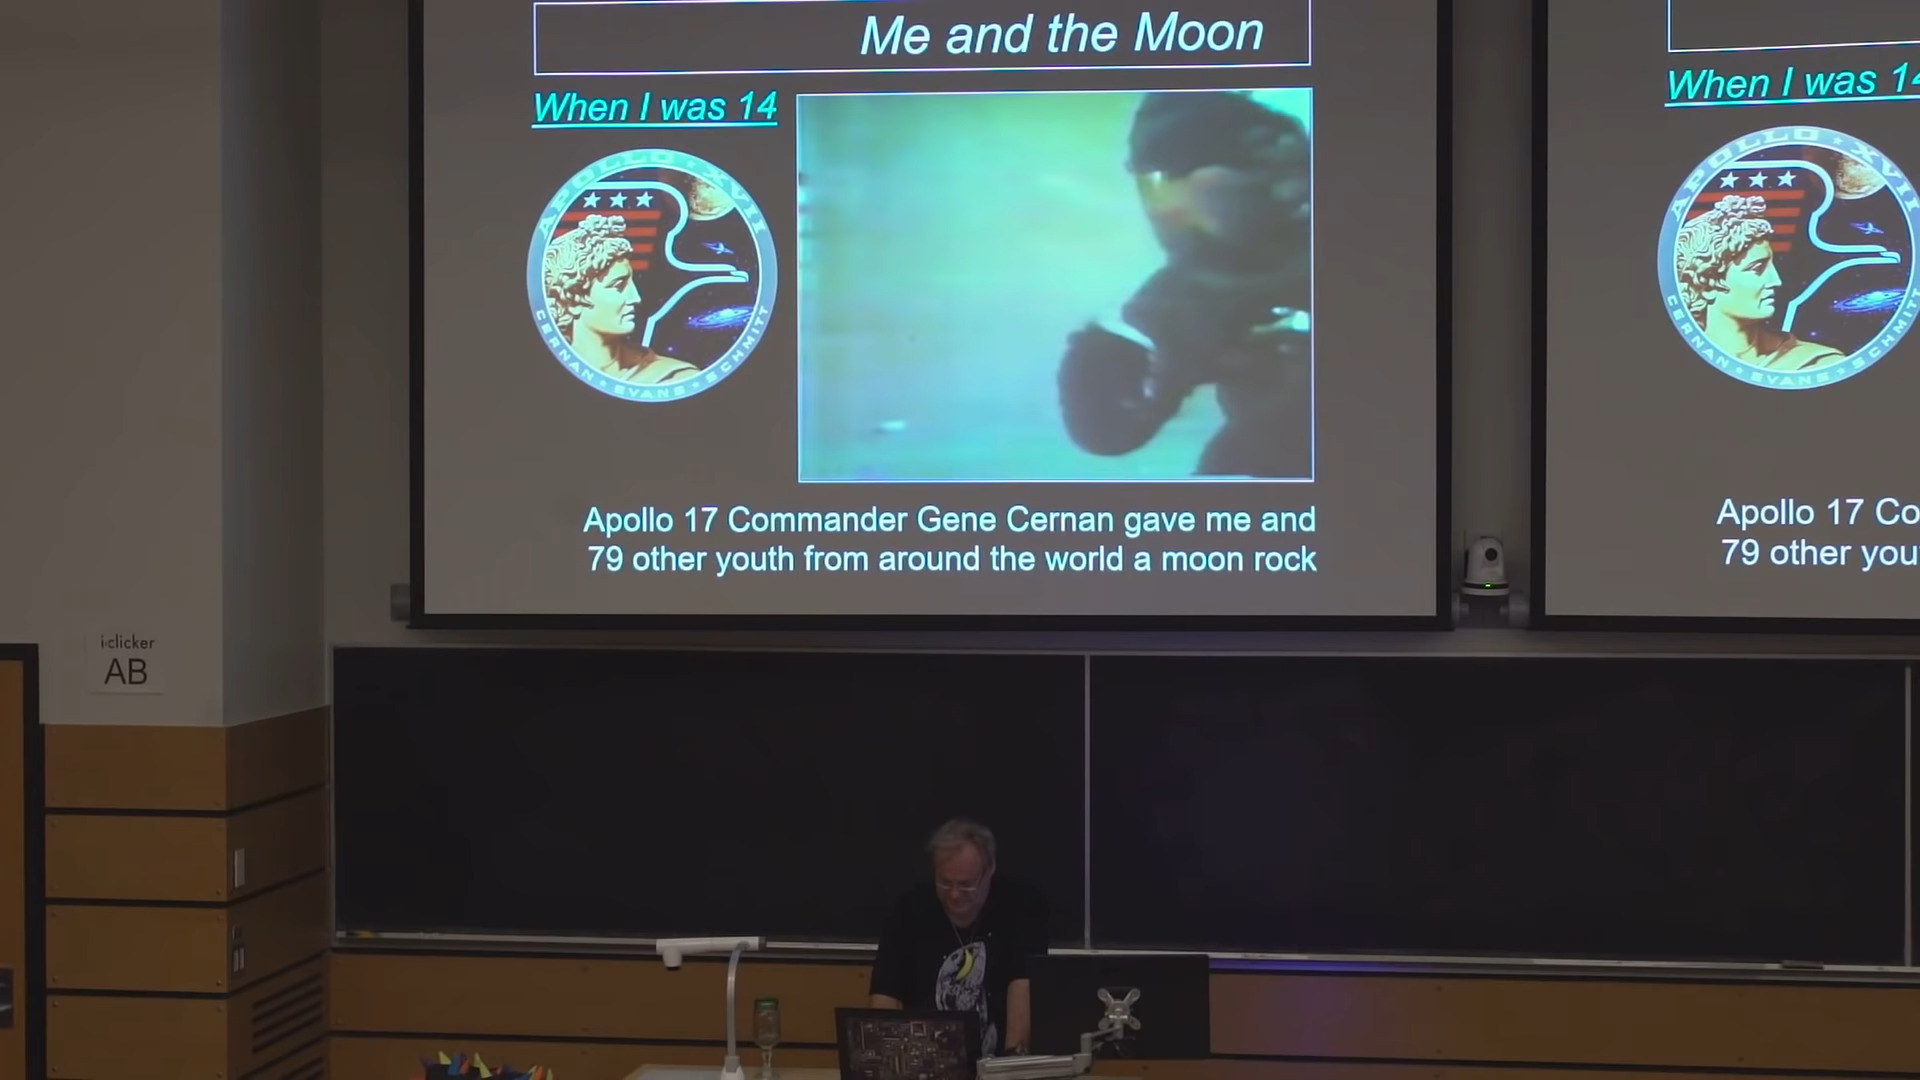 Me and the Moon
When I was 14
APOLLO XVII
CERNAN EVANS SCHMITT
Apollo 17 Commander Gene Cernan gave me and
79 other youth from around the world a moon rock
When I was 14
APOLLO XVII
CERNAN EVANS SCHMITT
Apollo 17 Co
79 other you
i>clicker
AB